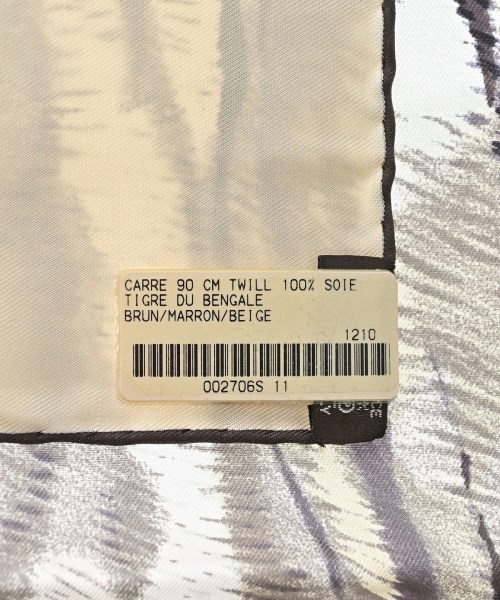 CARRE 90 CM TWILL 100% SOIE
TIGRE DU BENGALE
BRUN/MARRON/BEIGE
1210
002706S 11